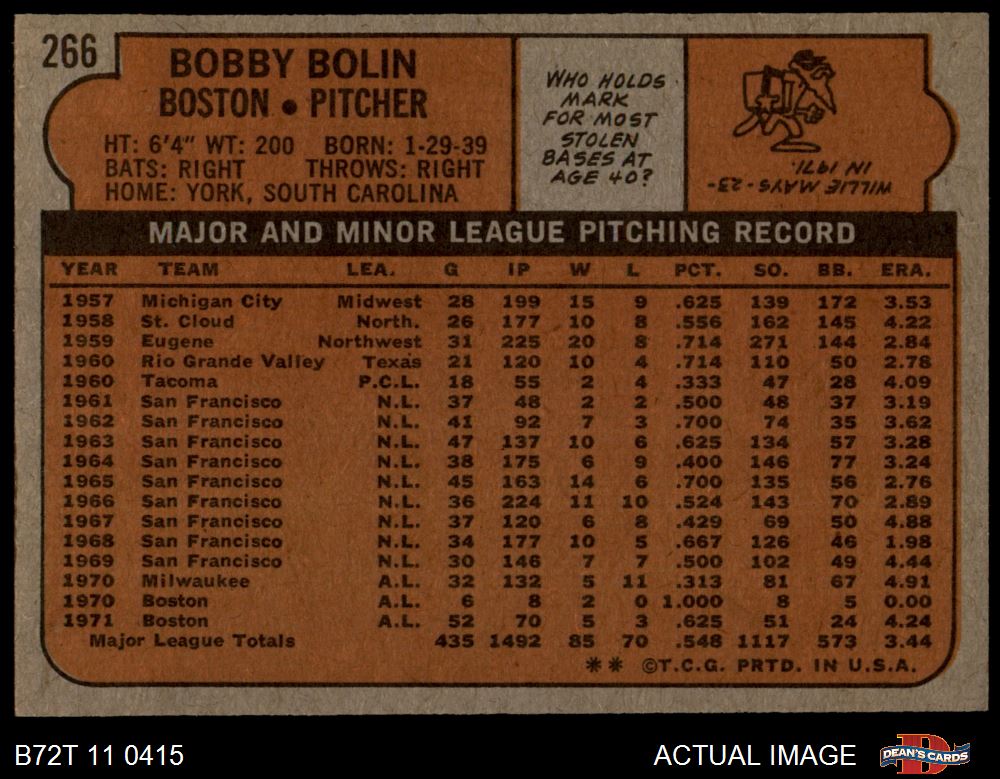 266
BOBBY BOLIN
BOSTON • PITCHER
HT: 6'4" WT: 200 BORN: 1-29-39
BATS: RIGHT THROWS: RIGHT
HOME: YORK, SOUTH CAROLINA
WHO HOLDS
MARK
FOR MOST
STOLEN
BASES AT
AGE 40?
WILLIE MAYS -23-
IN 1971.
MAJOR AND MINOR LEAGUE PITCHING RECORD
YEAR TEAM LEA. G IP W L PCT. SO. BB. ERA.
1957 Michigan City Midwest 28 199 15 9 .625 139 172 3.53
1958 St. Cloud North. 26 177 10 8 .556 162 145 4.22
1959 Eugene Northwest 31 225 20 8 .714 271 144 2.84
1960 Rio Grande Valley Texas 21 120 10 4 .714 110 50 2.78
1960 Tacoma P.C.L. 18 55 2 4 .333 47 28 4.09
1961 San Francisco N.L. 37 48 2 2 .500 48 37 3.19
1962 San Francisco N.L. 41 92 7 3 .700 74 35 3.62
1963 San Francisco N.L. 47 137 10 6 .625 134 57 3.28
1964 San Francisco N.L. 38 175 6 9 .400 146 77 3.24
1965 San Francisco N.L. 45 163 14 6 .700 135 56 2.76
1966 San Francisco N.L. 36 224 11 10 .524 143 70 2.89
1967 San Francisco N.L. 37 120 6 8 .429 69 50 4.88
1968 San Francisco N.L. 34 177 10 5 .667 126 46 1.98
1969 San Francisco N.L. 30 146 7 7 .500 102 49 4.44
1970 Milwaukee A.L. 32 132 5 11 .313 81 67 4.91
1970 Boston A.L. 6 8 2 0 1.000 8 5 0.00
1971 Boston A.L. 52 70 5 3 .625 51 24 4.24
Major League Totals 435 1492 85 70 .548 1117 573 3.44
** ©T.C.G. PRTD. IN U.S.A.
B72T 11 0415
ACTUAL IMAGE
DEAN'S CARDS